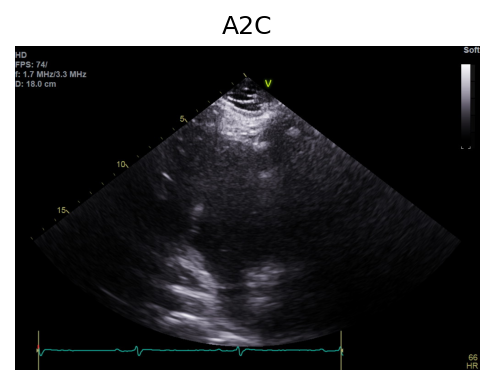 A2C
HD
FPS: 74/
f: 1.7 MHz/3.3 MHz
D: 18.0 cm
Soft
V
5
10
15
66
HR